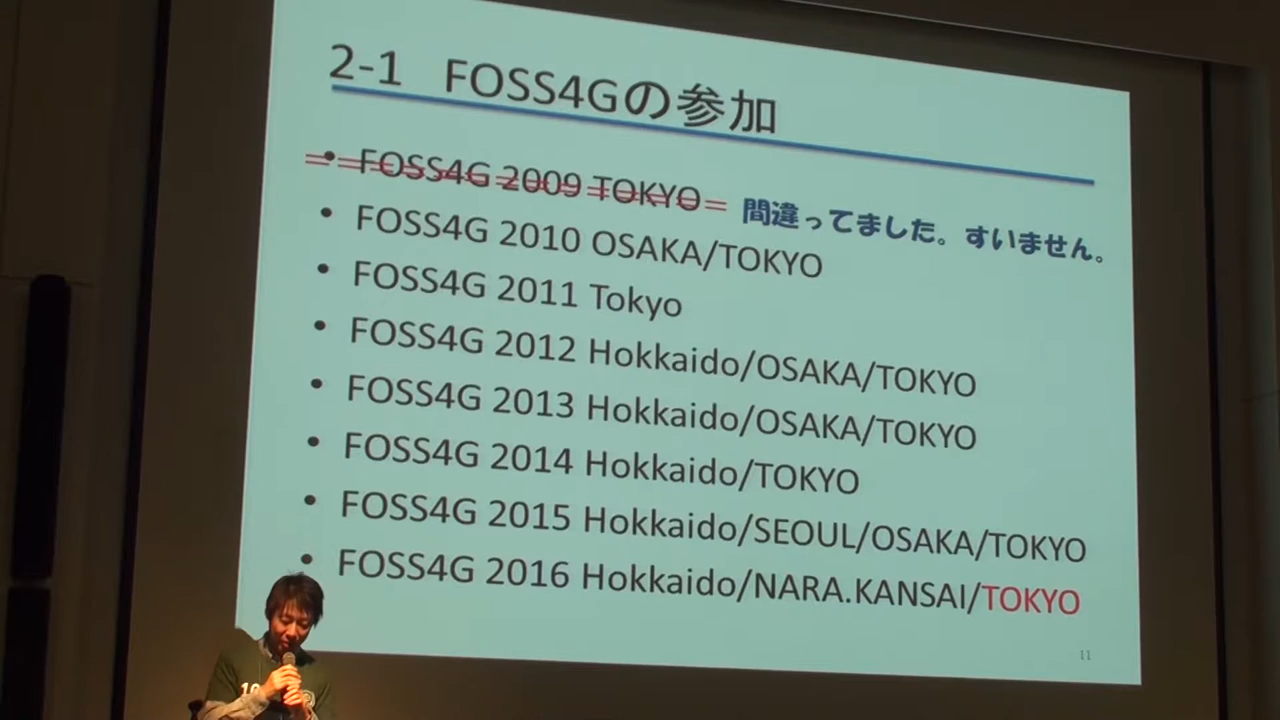 2-1 FOSS4Gの参加
• FOSS4G 2009 TOKYO 間違ってました。すいません。
• FOSS4G 2010 OSAKA/TOKYO
• FOSS4G 2011 Tokyo
• FOSS4G 2012 Hokkaido/OSAKA/TOKYO
• FOSS4G 2013 Hokkaido/OSAKA/TOKYO
• FOSS4G 2014 Hokkaido/TOKYO
• FOSS4G 2015 Hokkaido/SEOUL/OSAKA/TOKYO
• FOSS4G 2016 Hokkaido/NARA.KANSAI/TOKYO
11